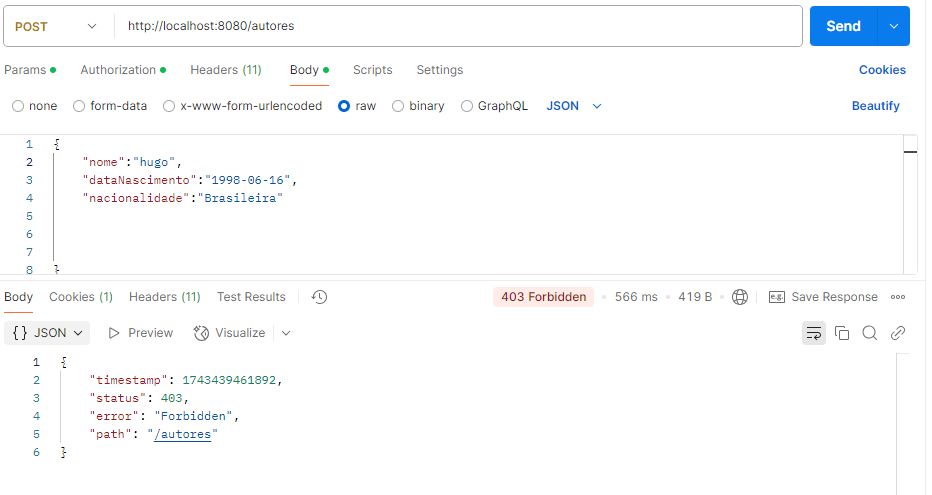 POST http://localhost:8080/autores Send
Params Authorization Headers (11) Body Scripts Settings Cookies
none form-data x-www-form-urlencoded raw binary GraphQL JSON Beautify
1 {
2 "nome":"hugo",
3 "dataNascimento":"1998-06-16",
4 "nacionalidade":"Brasileira"
5
6
7
8 }
Body Cookies (1) Headers (11) Test Results 403 Forbidden 566 ms 419 B e.g. Save Response
{} JSON Preview Visualize
1 {
2 "timestamp": 1743439461892,
3 "status": 403,
4 "error": "Forbidden",
5 "path": "/autores"
6 }